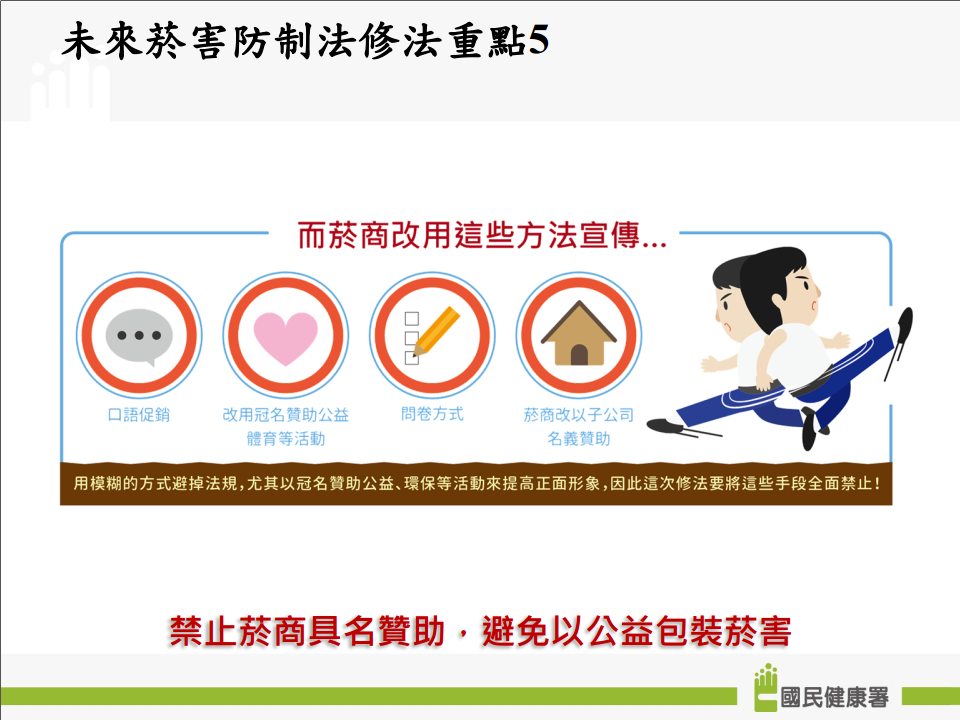 未來菸害防制法修法重點5
而菸商改用這些方法宣傳...
口語促銷
改用冠名贊助公益
體育等活動
問卷方式
菸商改以子公司
名義贊助
用模糊的方式避掉法規,尤其以冠名贊助公益、環保等活動來提高正面形象,因此這次修法要將這些手段全面禁止!
禁止菸商具名贊助，避免以公益包裝菸害
國民健康署